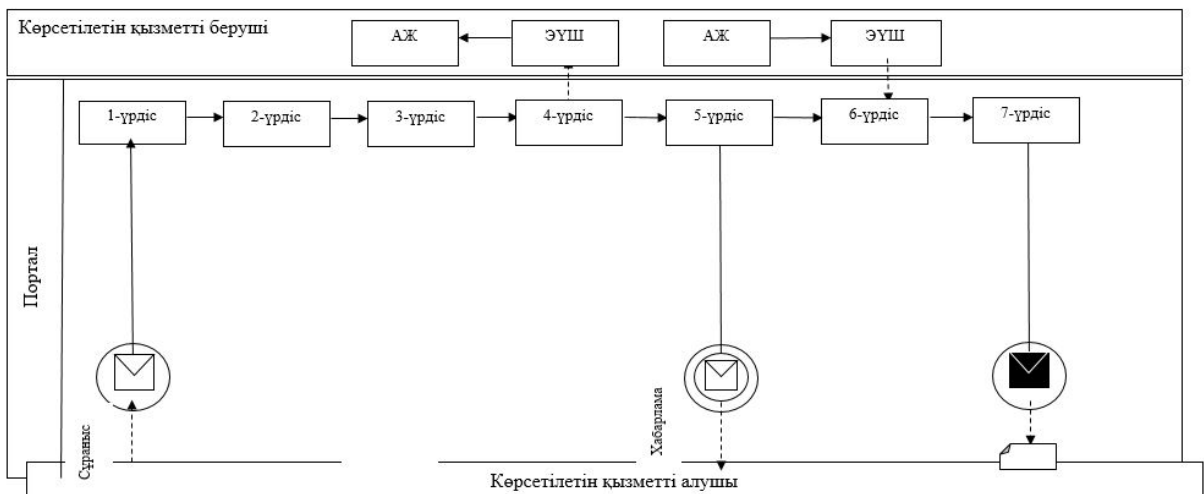 Көрсетілетін қызметті беруші
АЖ
ЭҮШ
АЖ
ЭҮШ
Портал
1-үрдіс
2-үрдіс
3-үрдіс
4-үрдіс
5-үрдіс
6-үрдіс
7-үрдіс
Сұраныс
Хабарлама
Көрсетілетін қызметті алушы